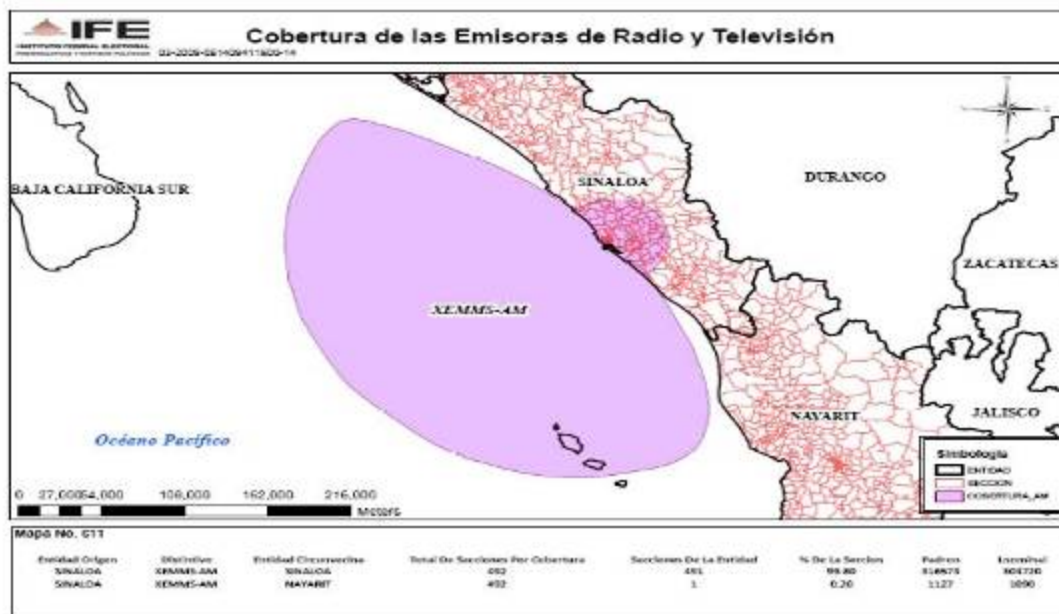 IFE
INSTITUTO FEDERAL ELECTORAL
Cobertura de las Emisoras de Radio y Televisión
BAJA CALIFORNIA SUR
SINALOA
DURANGO
ZACATECAS
XEMMS-AM
NAYARIT
JALISCO
Océano Pacífico
Simbología
ENTIDAD
SECCION
COBERTURA_AM
0 27,000 54,000 108,000 162,000 216,000
Meters
Mapa No. 611
Entidad Origen Distintivo Entidad Circunvecina Total De Secciones Por Cobertura Secciones De La Entidad % De La Seccion Padron Lnominal
SINALOA XEMMS-AM SINALOA 492 491 99.80
SINALOA XEMMS-AM NAYARIT 492 1 0.20 1127 1090